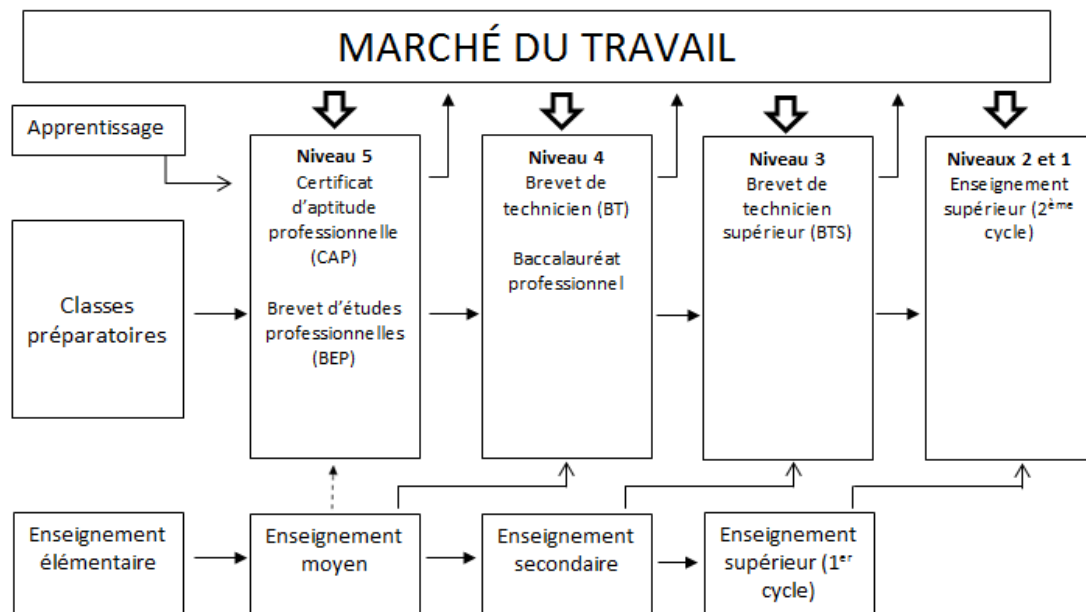 MARCHÉ DU TRAVAIL
Apprentissage
Niveau 5
Certificat
d’aptitude
professionnelle
(CAP)
Brevet d’études
professionnelles
(BEP)
Niveau 4
Brevet de
technicien (BT)
Baccalauréat
professionnel
Niveau 3
Brevet de
technicien
supérieur (BTS)
Niveaux 2 et 1
Enseignement
supérieur (2ème
cycle)
Classes
préparatoires
Enseignement
élémentaire
Enseignement
moyen
Enseignement
secondaire
Enseignement
supérieur (1er
cycle)